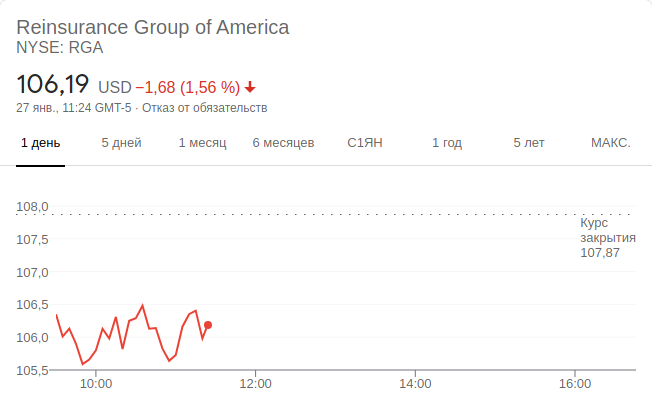 Reinsurance Group of America
NYSE: RGA
106,19 USD −1,68 (1,56 %)
27 янв., 11:24 GMT-5 · Отказ от обязательств
1 день 5 дней 1 месяц 6 месяцев С1ЯН 1 год 5 лет МАКС.
108,0
Курс
закрытия
107,87
107,5
107,0
106,5
106,0
105,5
10:00 12:00 14:00 16:00